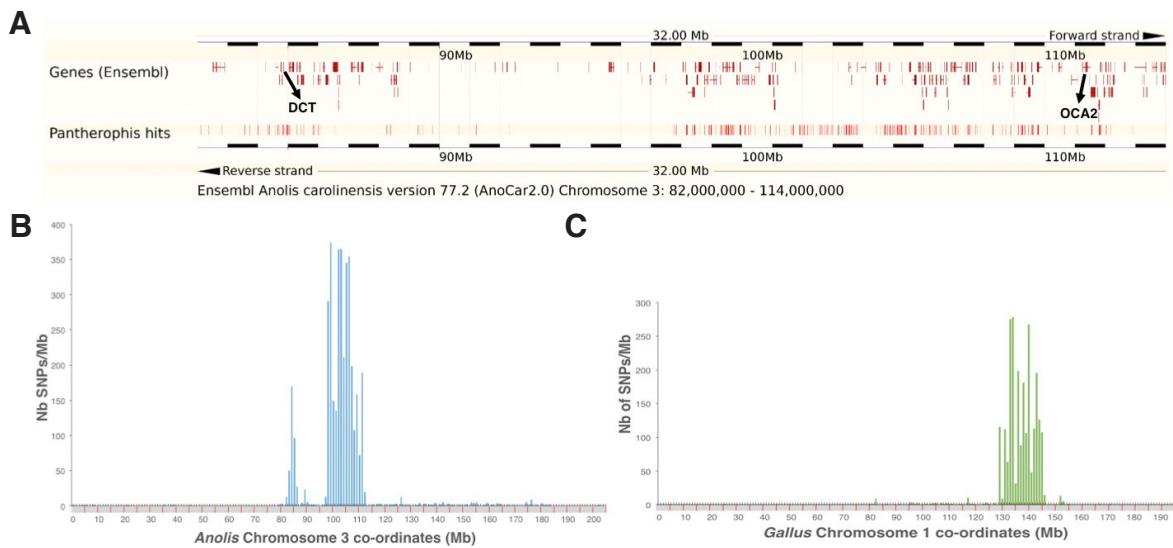 A
32.00 Mb
Forward strand
90Mb 100Mb 110Mb
Genes (Ensembl)
DCT
OCA2
Pantherophis hits
90Mb 100Mb 110Mb
Reverse strand 32.00 Mb
Ensembl Anolis carolinensis version 77.2 (AnoCar2.0) Chromosome 3: 82,000,000 - 114,000,000
B
Nb SNPs/Mb
400
350
300
250
200
150
100
50
0
0 10 20 30 40 50 60 70 80 90 100 110 120 130 140 150 160 170 180 190 200
Anolis Chromosome 3 co-ordinates (Mb)
C
Nb of SNPs/Mb
300
250
200
150
100
50
0
0 10 20 30 40 50 60 70 80 90 100 110 120 130 140 150 160 170 180 190
Gallus Chromosome 1 co-ordinates (Mb)